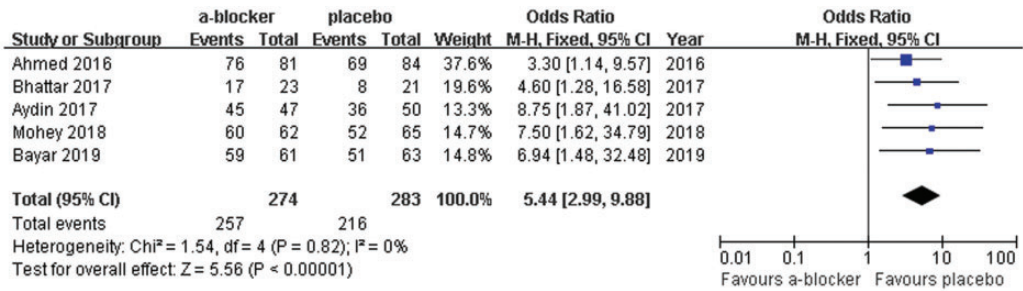 a-blocker placebo Odds Ratio Odds Ratio
Study or Subgroup Events Total Events Total Weight M-H, Fixed, 95% CI Year M-H, Fixed, 95% CI
Ahmed 2016 76 81 69 84 37.6% 3.30 [1.14, 9.57] 2016
Bhattar 2017 17 23 8 21 19.6% 4.60 [1.28, 16.58] 2017
Aydin 2017 45 47 36 50 13.3% 8.75 [1.87, 41.02] 2017
Mohey 2018 60 62 52 65 14.7% 7.50 [1.62, 34.79] 2018
Bayar 2019 59 61 51 63 14.8% 6.94 [1.48, 32.48] 2019
Total (95% CI) 274 283 100.0% 5.44 [2.99, 9.88]
Total events 257 216
Heterogeneity: Chi² = 1.54, df = 4 (P = 0.82); I² = 0%
Test for overall effect: Z = 5.56 (P < 0.00001)
0.01 0.1 1 10 100
Favours a-blocker Favours placebo